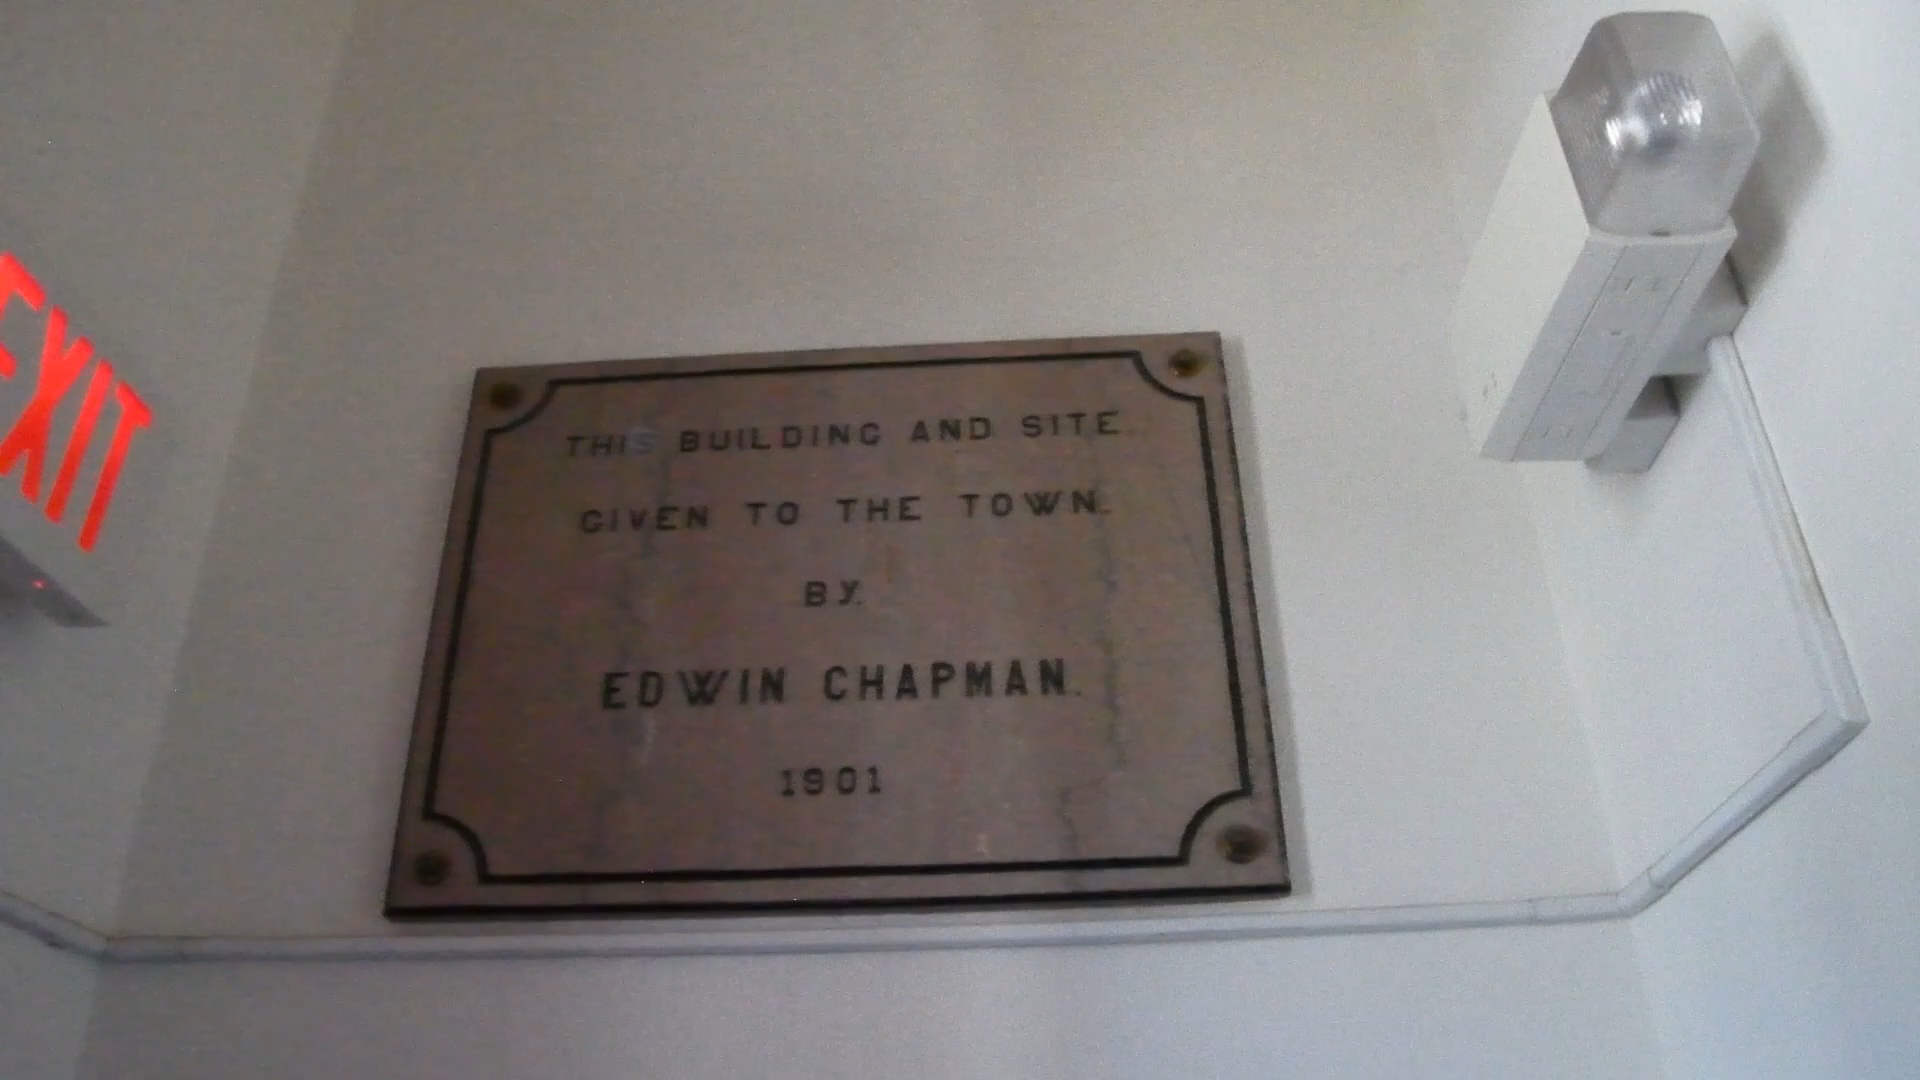 EXIT
THIS BUILDING AND SITE
GIVEN TO THE TOWN.
BY.
EDWIN CHAPMAN.
1901